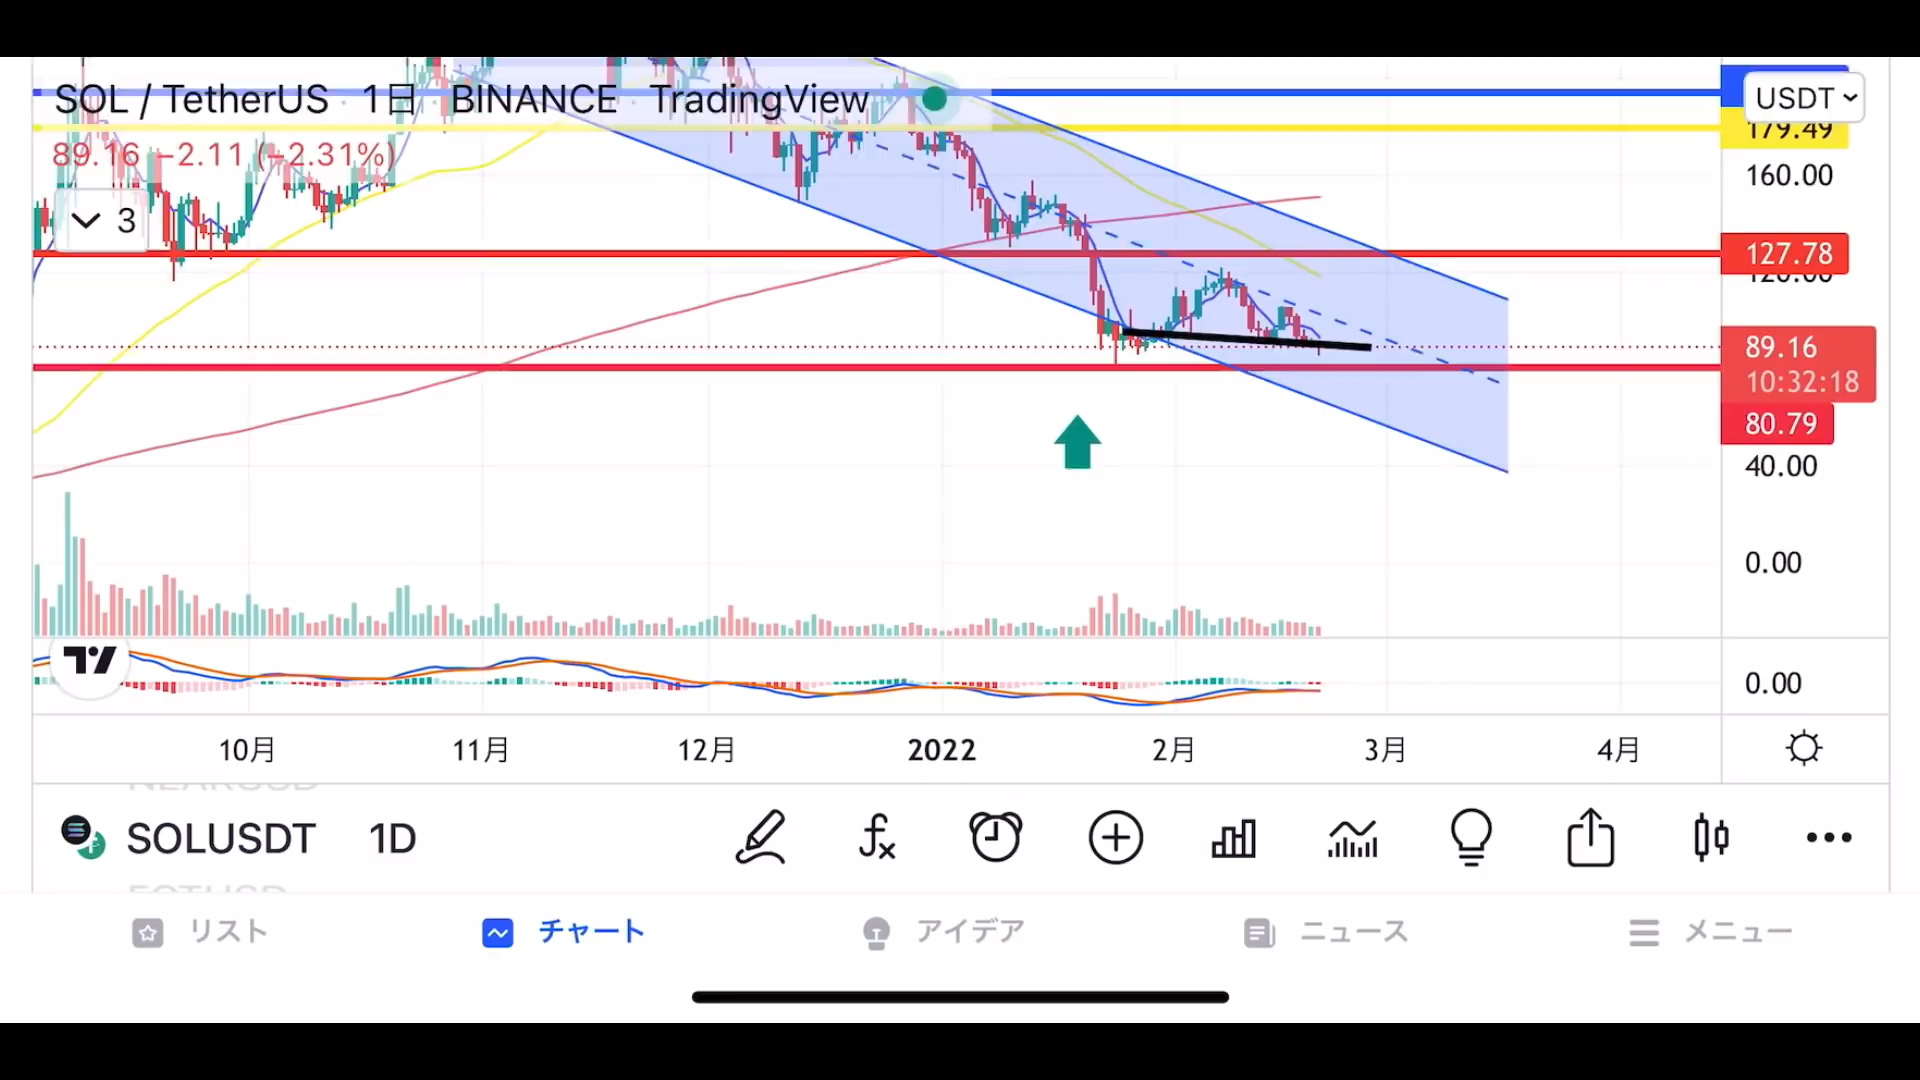 SOL / TetherUS · 1日 · BINANCE · TradingView
USDT
179.49
89.16 −2.11 (−2.31%)
160.00
3
127.78
120.00
89.16
10:32:18
80.79
40.00
0.00
0.00
10月 11月 12月 2022 2月 3月 4月
NEARUSD
SOLUSDT 1D
リスト チャート アイデア ニュース メニュー